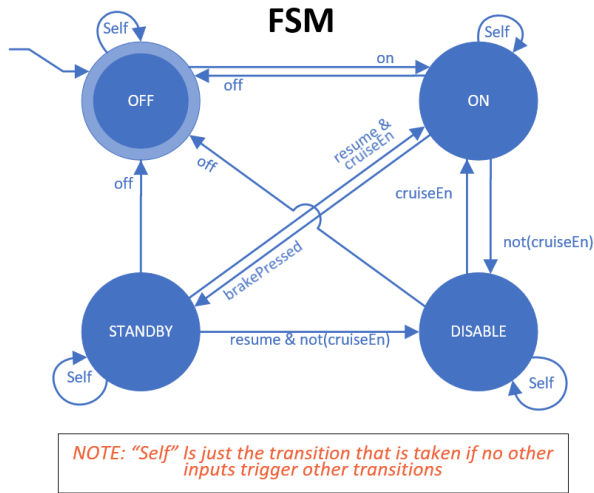 FSM
Self
Self
on
off
OFF
ON
resume &
cruiseEn
off
off
cruiseEn
not(cruiseEn)
brakePressed
STANDBY
DISABLE
resume & not(cruiseEn)
Self
Self
NOTE: “Self” Is just the transition that is taken if no other
inputs trigger other transitions